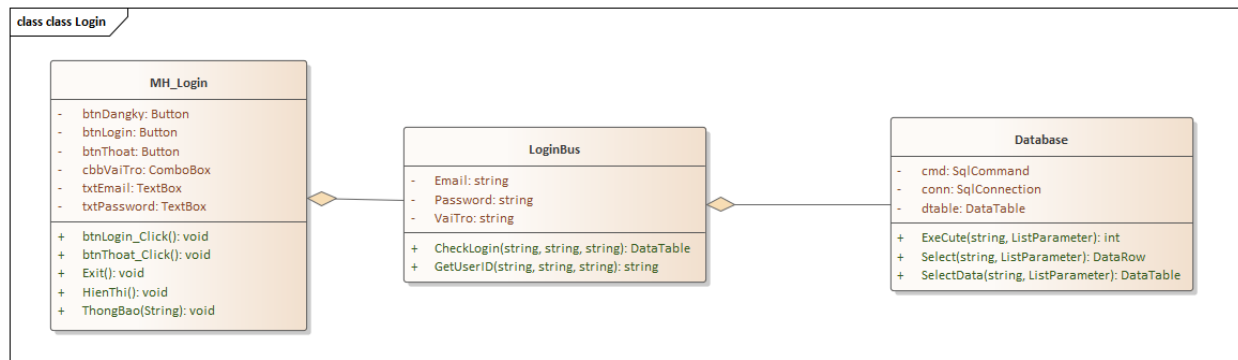 class class Login
MH_Login
- btnDangky: Button
- btnLogin: Button
- btnThoat: Button
- cbbVaiTro: ComboBox
- txtEmail: TextBox
- txtPassword: TextBox
+ btnLogin_Click(): void
+ btnThoat_Click(): void
+ Exit(): void
+ HienThi(): void
+ ThongBao(String): void
LoginBus
- Email: string
- Password: string
- VaiTro: string
+ CheckLogin(string, string, string): DataTable
+ GetUserID(string, string, string): string
Database
- cmd: SqlCommand
- conn: SqlConnection
- dtable: DataTable
+ ExeCute(string, ListParameter): int
+ Select(string, ListParameter): DataRow
+ SelectData(string, ListParameter): DataTable